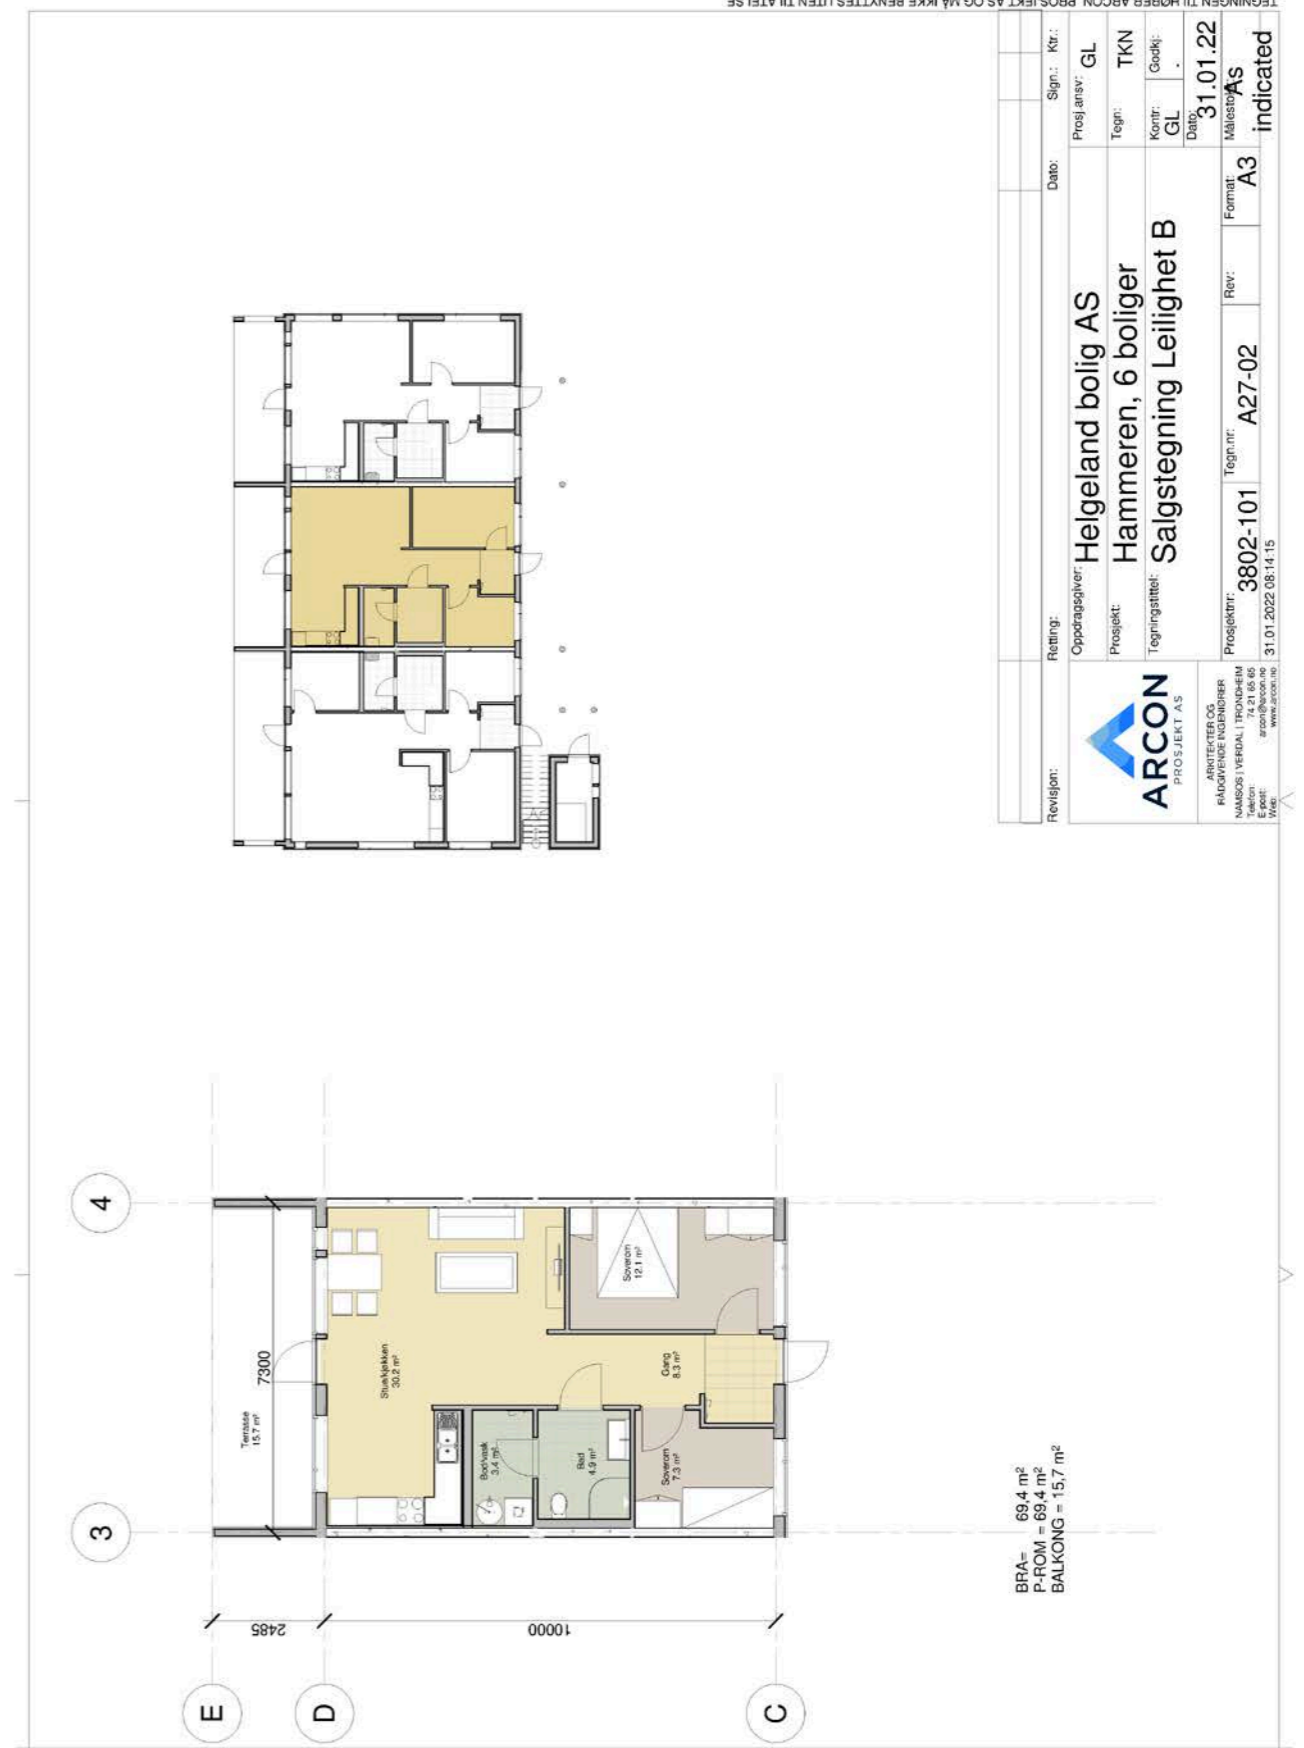 E
D
C
3
4
2485
10000
7300
Terrasse
15.7 m²
Stue/kjøkken
30.2 m²
Bod/vask
3.4 m²
Bad
4.9 m²
Soverom
7.3 m²
Gang
8.3 m²
Soverom
12.1 m²
BRA= 69,4 m²
P-ROM = 69,4 m²
BALKONG = 15,7 m²
Revisjon: Retting: Dato: Sign.: Ktr.:
ARCON
PROSJEKT AS
ARKITEKTER OG
RÅDGIVENDE INGENIØRER
NAMSOS | VERDAL | TRONDHEIM
Telefon: 74 21 65 65
E-post: arcon@arcon.no
Web: www.arcon.no
Oppdragsgiver: Helgeland bolig AS
Prosj.ansv: GL
Prosjekt: Hammeren, 6 boliger
Tegn: TKN
Tegningstittel: Salgstegning Leilighet B
Kontr: GL
Godkj: .
Dato: 31.01.22
Prosjektnr: 3802-101
Tegn.nr: A27-02
Rev:
Format: A3
Målestokk: As indicated
31.01.2022 08:14:15
TEGNINGEN TILHØRER ARCON PROSJEKT AS OG MÅ IKKE BENYTTES UTEN TILATELSE